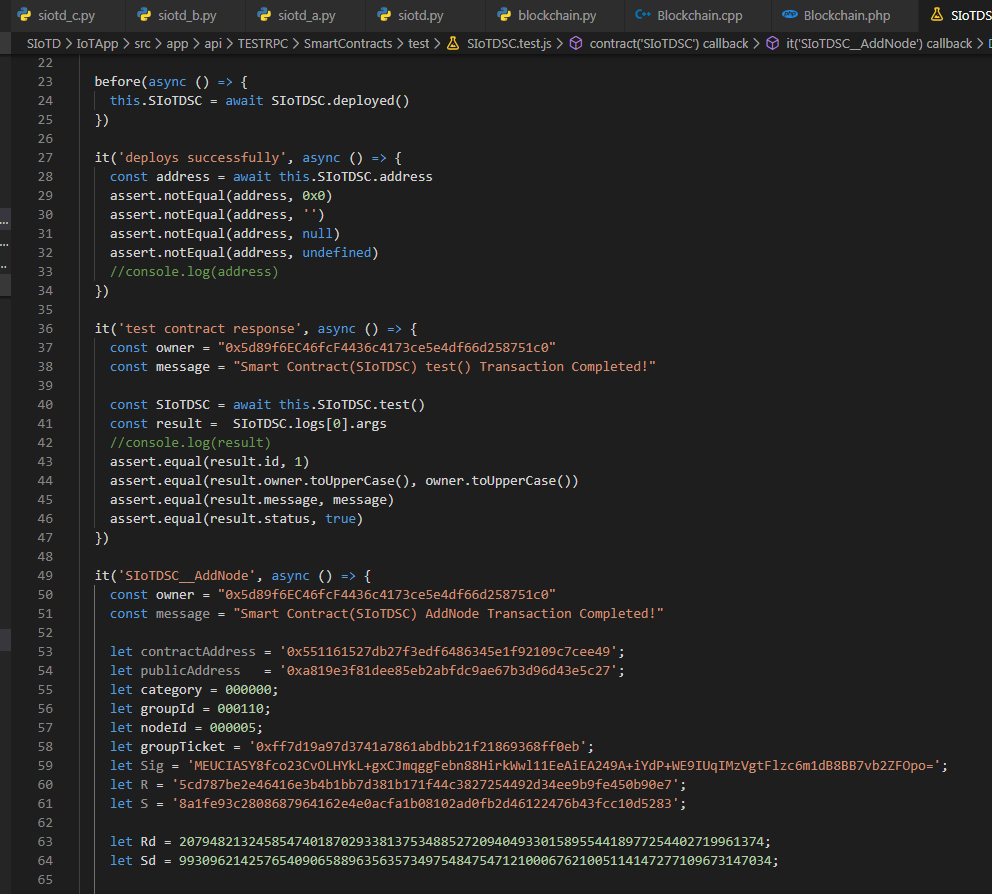 siotd_c.py siotd_b.py siotd_a.py siotd.py blockchain.py Blockchain.cpp Blockchain.php SIoTDS
SIoTD > IoTApp > src > app > api > TESTRPC > SmartContracts > test > SIoTDSC.test.js > contract('SIoTDSC') callback > it('SIoTDSC__AddNode') callback >
22
23 before(async () => {
24 this.SIoTDSC = await SIoTDSC.deployed()
25 })
26
27 it('deploys successfully', async () => {
28 const address = await this.SIoTDSC.address
29 assert.notEqual(address, 0x0)
30 assert.notEqual(address, '')
31 assert.notEqual(address, null)
32 assert.notEqual(address, undefined)
33 //console.log(address)
34 })
35
36 it('test contract response', async () => {
37 const owner = "0x5d89f6EC46fcF4436c4173ce5e4df66d258751c0"
38 const message = "Smart Contract(SIoTDSC) test() Transaction Completed!"
39
40 const SIoTDSC = await this.SIoTDSC.test()
41 const result =  SIoTDSC.logs[0].args
42 //console.log(result)
43 assert.equal(result.id, 1)
44 assert.equal(result.owner.toUpperCase(), owner.toUpperCase())
45 assert.equal(result.message, message)
46 assert.equal(result.status, true)
47 })
48
49 it('SIoTDSC__AddNode', async () => {
50 const owner = "0x5d89f6EC46fcF4436c4173ce5e4df66d258751c0"
51 const message = "Smart Contract(SIoTDSC) AddNode Transaction Completed!"
52
53 let contractAddress = '0x551161527db27f3edf6486345e1f92109c7cee49';
54 let publicAddress   = '0xa819e3f81dee85eb2abfdc9ae67b3d96d43e5c27';
55 let category = 000000;
56 let groupId = 000110;
57 let nodeId = 000005;
58 let groupTicket = '0xff7d19a97d3741a7861abdbb21f21869368ff0eb';
59 let Sig = 'MEUCIASY8fco23CvOLHYkL+gxCJmqggFebn88HirkWwl11EeAiEA249A+iYdP+WE9IUqIMzVgtFlzc6m1dB8BB7vb2ZFOpo=';
60 let R = '5cd787be2e46416e3b4b1bb7d381b171f44c3827254492d34ee9b9fe450b90e7';
61 let S = '8a1fe93c2808687964162e4e0acfa1b08102ad0fb2d46122476b43fcc10d5283';
62
63 let Rd = 2079482132458547401870293381375348852720940493301589554418977254402719961374;
64 let Sd = 99309621425765409065889635635734975484754712100067621005114147277109673147034;
65